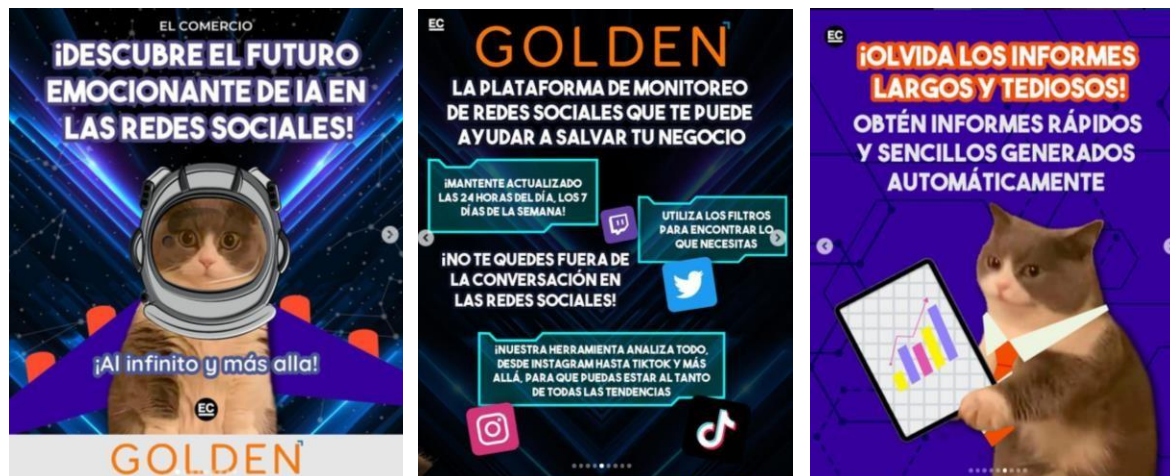 EL COMERCIO
¡DESCUBRE EL FUTURO
EMOCIONANTE DE IA EN
LAS REDES SOCIALES!
¡Al infinito y más alla!
EC
GOLDEN
EC
GOLDEN
LA PLATAFORMA DE MONITOREO
DE REDES SOCIALES QUE TE PUEDE
AYUDAR A SALVAR TU NEGOCIO
¡MANTENTE ACTUALIZADO
LAS 24 HORAS DEL DÍA, LOS 7
DÍAS DE LA SEMANA!
UTILIZA LOS FILTROS
PARA ENCONTRAR LO
QUE NECESITAS
¡NO TE QUEDES FUERA DE
LA CONVERSACIÓN EN
LAS REDES SOCIALES!
¡NUESTRA HERRAMIENTA ANALIZA TODO,
DESDE INSTAGRAM HASTA TIKTOK Y MÁS
ALLÁ, PARA QUE PUEDAS ESTAR AL TANTO
DE TODAS LAS TENDENCIAS
EC
¡OLVIDA LOS INFORMES
LARGOS Y TEDIOSOS!
OBTÉN INFORMES RÁPIDOS
Y SENCILLOS GENERADOS
AUTOMÁTICAMENTE